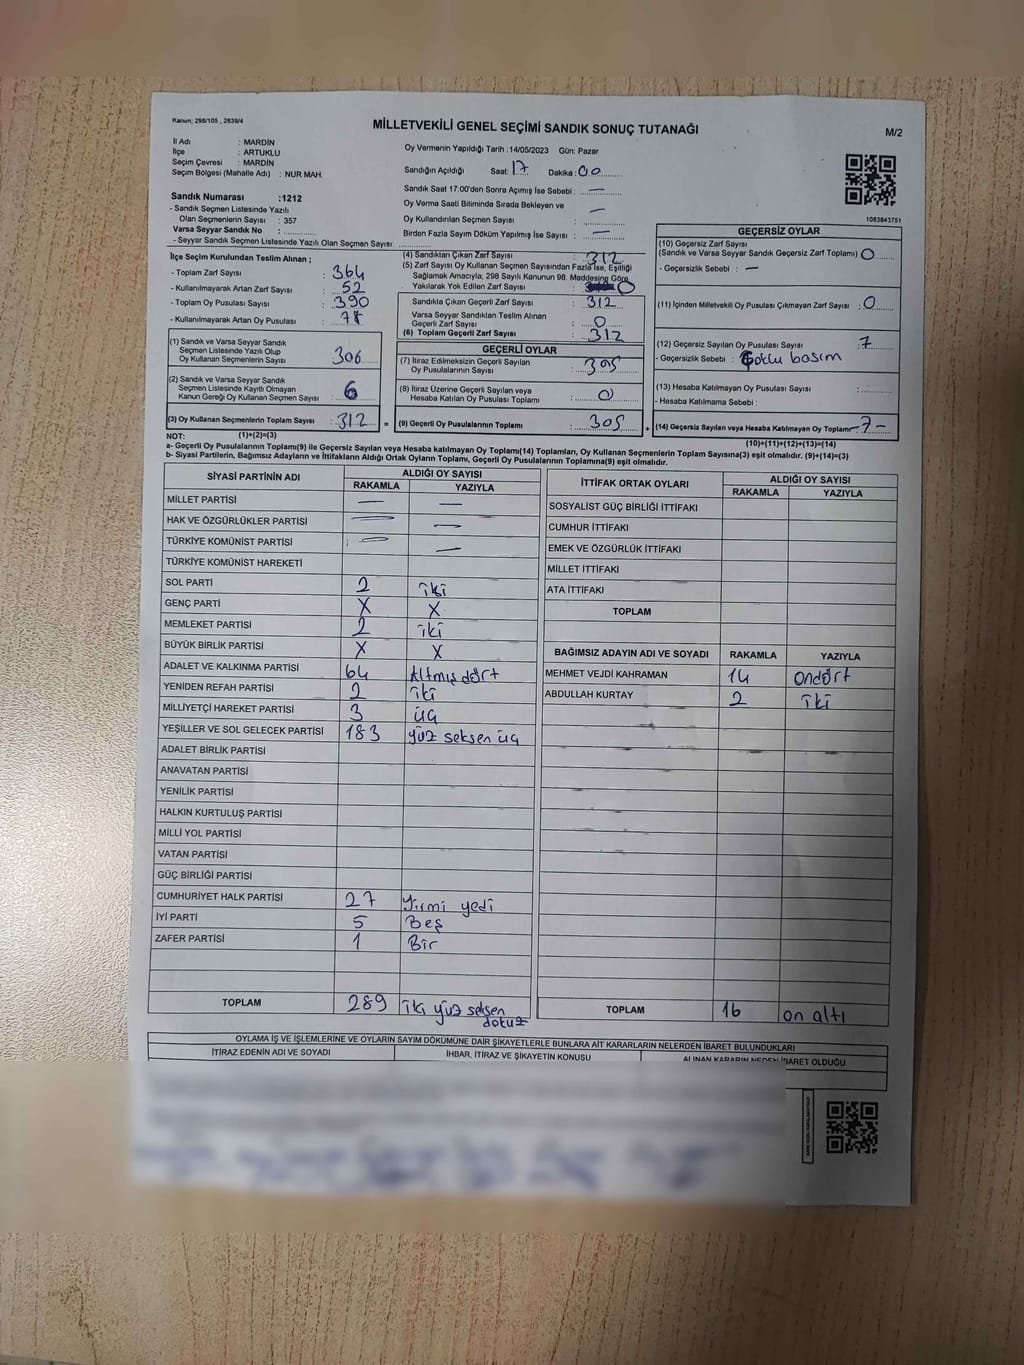 Kanun; 298/105 , 2839/4
MİLLETVEKİLİ GENEL SEÇİMİ SANDIK SONUÇ TUTANAĞI
M/2
İl Adı : MARDİN
İlçe : ARTUKLU
Seçim Çevresi : MARDİN
Seçim Bölgesi (Mahalle Adı) : NUR MAH.
Oy Vermenin Yapıldığı Tarih : 14/05/2023 Gün: Pazar
Sandığın Açıldığı Saat: 17 Dakika : 00
Sandık Saat 17:00'den Sonra Açımış İse Sebebi : —
Oy Verme Saati Bitiminde Sırada Bekleyen ve
Oy Kullandırılan Seçmen Sayısı : —
Birden Fazla Sayım Döküm Yapılmış İse Sayısı : —
1083843751
Sandık Numarası :1212
- Sandık Seçmen Listesinde Yazılı
Olan Seçmenlerin Sayısı : 357
Varsa Seyyar Sandık No :
- Seyyar Sandık Seçmen Listesinde Yazılı Olan Seçmen Sayısı:
İlçe Seçim Kurulundan Teslim Alınan ;
- Toplam Zarf Sayısı : 364
- Kullanılmayarak Artan Zarf Sayısı : 52
- Toplam Oy Pusulası Sayısı : 390
- Kullanılmayarak Artan Oy Pusulası : 78
(1) Sandık ve Varsa Seyyar Sandık
Seçmen Listesinde Yazılı Olup
Oy Kullanan Seçmenlerin Sayısı 306
(2) Sandık ve Varsa Seyyar Sandık
Seçmen Listesinde Kayıtlı Olmayan
Kanun Gereği Oy Kullanan Seçmen Sayısı : 6
(3) Oy Kullanan Seçmenlerin Toplam Sayısı : 312 =
(4) Sandıktan Çıkan Zarf Sayısı : 312
(5) Zarf Sayısı Oy Kullanan Seçmen Sayısından Fazla İse, Eşitliği
Sağlamak Amacıyla; 298 Sayılı Kanunun 98. Maddesine Göre
Yakılarak Yok Edilen Zarf Sayısı : 0
Sandıkla Çıkan Geçerli Zarf Sayısı : 312
Varsa Seyyar Sandıktan Teslim Alınan
Geçerli Zarf Sayısı : 0
(6) Toplam Geçerli Zarf Sayısı : 312
GEÇERLİ OYLAR
(7) İtiraz Edilmeksizin Geçerli Sayılan
Oy Pusulalarının Sayısı : 305
(8) İtiraz Üzerine Geçerli Sayılan veya
Hesaba Katılan Oy Pusulası Toplamı : 0
(9) Geçerli Oy Pusulalarının Toplamı : 305 +
GEÇERSİZ OYLAR
(10) Geçersiz Zarf Sayısı
(Sandık ve Varsa Seyyar Sandık Geçersiz Zarf Toplamı) : 0
- Geçersizlik Sebebi : —
(11) İçinden Milletvekili Oy Pusulası Çıkmayan Zarf Sayısı : 0
(12) Geçersiz Sayılan Oy Pusulası Sayısı : 7
- Geçersizlik Sebebi : Çoklu basım
(13) Hesaba Katılmayan Oy Pusulası Sayısı :
- Hesaba Katılmama Sebebi :
(14) Geçersiz Sayılan veya Hesaba Katılmayan Oy Toplamı -7-
NOT: (1)+(2)=(3) (10)+(11)+(12)+(13)=(14)
a- Geçerli Oy Pusulalarının Toplamı(9) ile Geçersiz Sayılan veya Hesaba katılmayan Oy Toplamı(14) Toplamları, Oy Kullanan Seçmenlerin Toplam Sayısına(3) eşit olmalıdır. (9)+(14)=(3)
b- Siyasi Partilerin, Bağımsız Adayların ve İttifakların Aldığı Ortak Oyların Toplamı, Geçerli Oy Pusulalarının Toplamına(9) eşit olmalıdır.
SİYASİ PARTİNİN ADI ALDIĞI OY SAYISI
RAKAMLA YAZIYLA
MİLLET PARTİSİ — —
HAK VE ÖZGÜRLÜKLER PARTİSİ — —
TÜRKİYE KOMÜNİST PARTİSİ — —
TÜRKİYE KOMÜNİST HAREKETİ
SOL PARTİ 2 iki
GENÇ PARTİ X X
MEMLEKET PARTİSİ 2 iki
BÜYÜK BİRLİK PARTİSİ X X
ADALET VE KALKINMA PARTİSİ 64 Altmış dört
YENİDEN REFAH PARTİSİ 2 iki
MİLLİYETÇİ HAREKET PARTİSİ 3 üç
YEŞİLLER VE SOL GELECEK PARTİSİ 183 yüz seksen üç
ADALET BİRLİK PARTİSİ
ANAVATAN PARTİSİ
YENİLİK PARTİSİ
HALKIN KURTULUŞ PARTİSİ
MİLLİ YOL PARTİSİ
VATAN PARTİSİ
GÜÇ BİRLİĞİ PARTİSİ
CUMHURİYET HALK PARTİSİ 27 Yirmi yedi
İYİ PARTİ 5 Beş
ZAFER PARTİSİ 1 Bir
TOPLAM 289 iki yüz seksen
dokuz
İTTİFAK ORTAK OYLARI ALDIĞI OY SAYISI
RAKAMLA YAZIYLA
SOSYALİST GÜÇ BİRLİĞİ İTTİFAKI
CUMHUR İTTİFAKI
EMEK VE ÖZGÜRLÜK İTTİFAKI
MİLLET İTTİFAKI
ATA İTTİFAKI
TOPLAM
BAĞIMSIZ ADAYIN ADI VE SOYADI RAKAMLA YAZIYLA
MEHMET VEJDİ KAHRAMAN 14 ondört
ABDULLAH KURTAY 2 iki
TOPLAM 16 on altı
OYLAMA İŞ VE İŞLEMLERİNE VE OYLARIN SAYIM DÖKÜMÜNE DAİR ŞİKAYETLERLE BUNLARA AİT KARARLARIN NELERDEN İBARET BULUNDUKLARI
İTİRAZ EDENİN ADI VE SOYADI İHBAR, İTİRAZ VE ŞİKAYETİN KONUSU ALINAN KARARIN NEDEN İBARET OLDUĞU